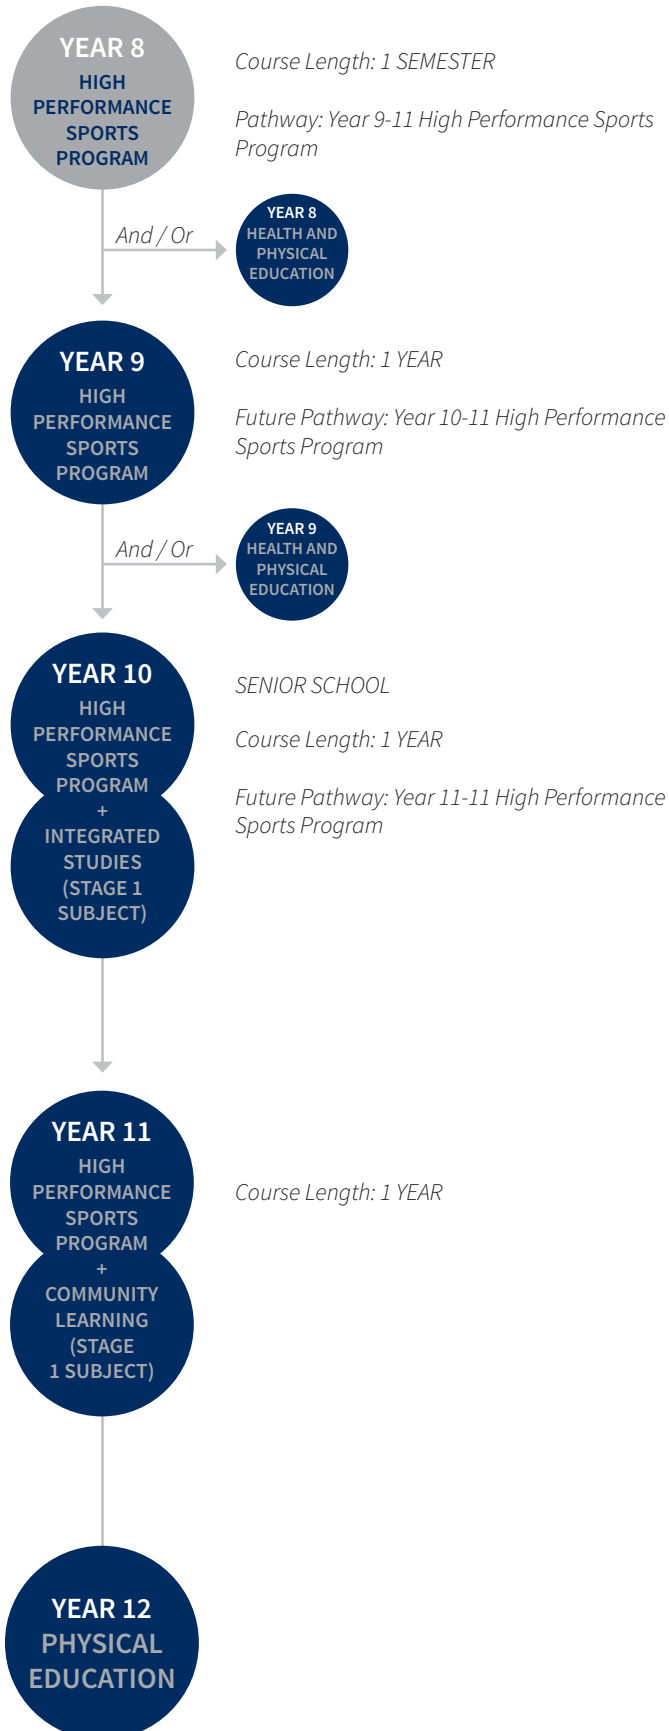 YEAR 8
HIGH
PERFORMANCE
SPORTS
PROGRAM
Course Length: 1 SEMESTER
Pathway: Year 9-11 High Performance Sports
Program
And / Or
YEAR 8
HEALTH AND
PHYSICAL
EDUCATION
YEAR 9
HIGH
PERFORMANCE
SPORTS
PROGRAM
Course Length: 1 YEAR
Future Pathway: Year 10-11 High Performance
Sports Program
And / Or
YEAR 9
HEALTH AND
PHYSICAL
EDUCATION
YEAR 10
HIGH
PERFORMANCE
SPORTS
PROGRAM
+
INTEGRATED
STUDIES
(STAGE 1
SUBJECT)
SENIOR SCHOOL
Course Length: 1 YEAR
Future Pathway: Year 11-11 High Performance
Sports Program
YEAR 11
HIGH
PERFORMANCE
SPORTS
PROGRAM
+
COMMUNITY
LEARNING
(STAGE
1 SUBJECT)
Course Length: 1 YEAR
YEAR 12
PHYSICAL
EDUCATION